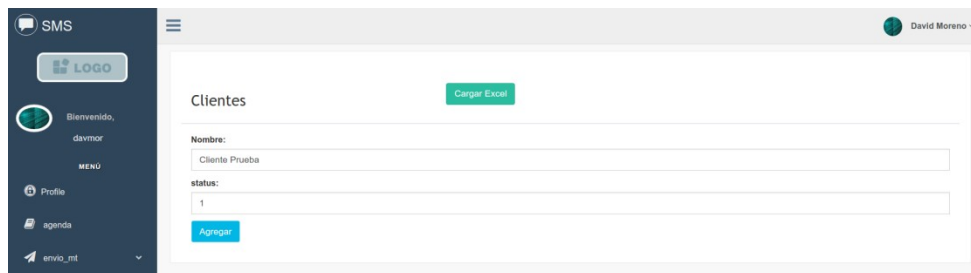 SMS
David Moreno
LOGO
Bienvenido,
davmor
MENÚ
Profile
agenda
envio_mt
Clientes
Cargar Excel
Nombre:
Cliente Prueba
status:
1
Agregar